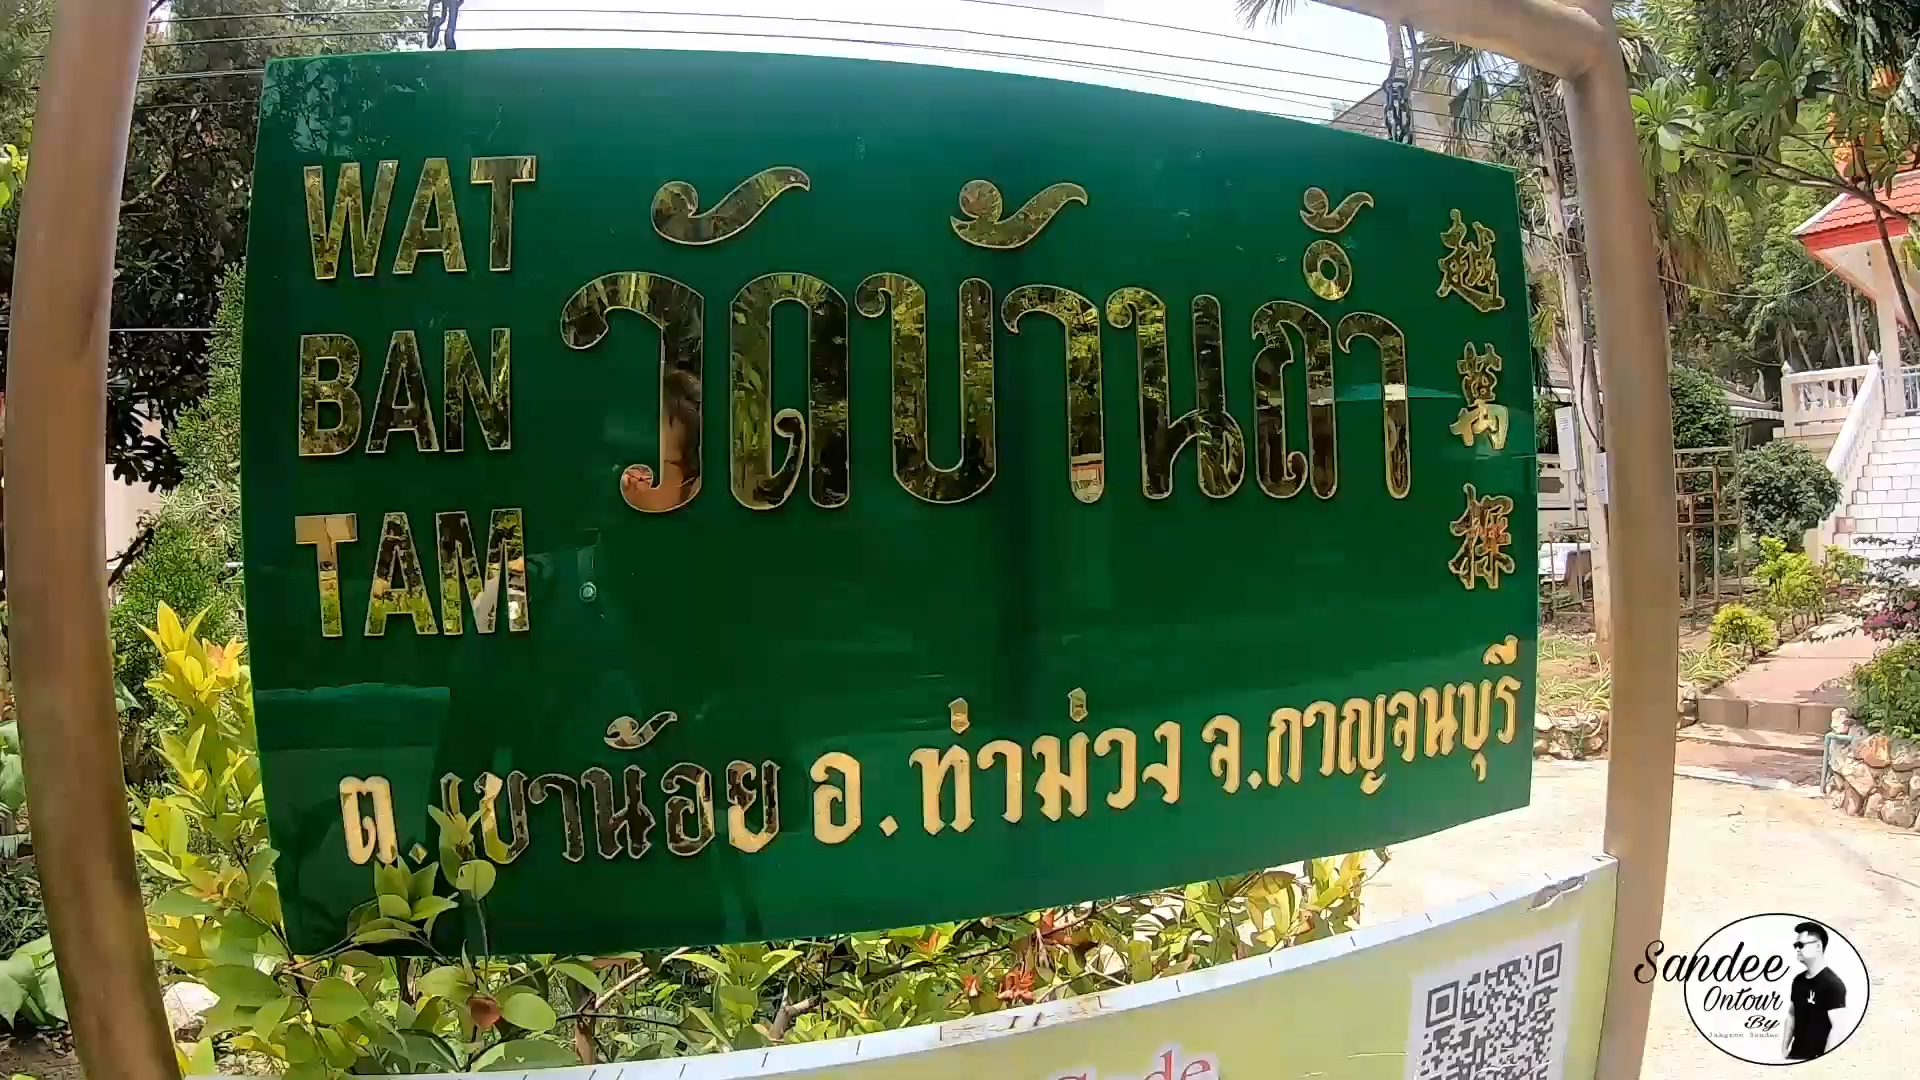 WAT
BAN
TAM
วัดบ้านถ้ำ
越萬探
ต.เขาน้อย อ.ท่าม่วง จ.กาญจนบุรี
Sandee
Ontour
By